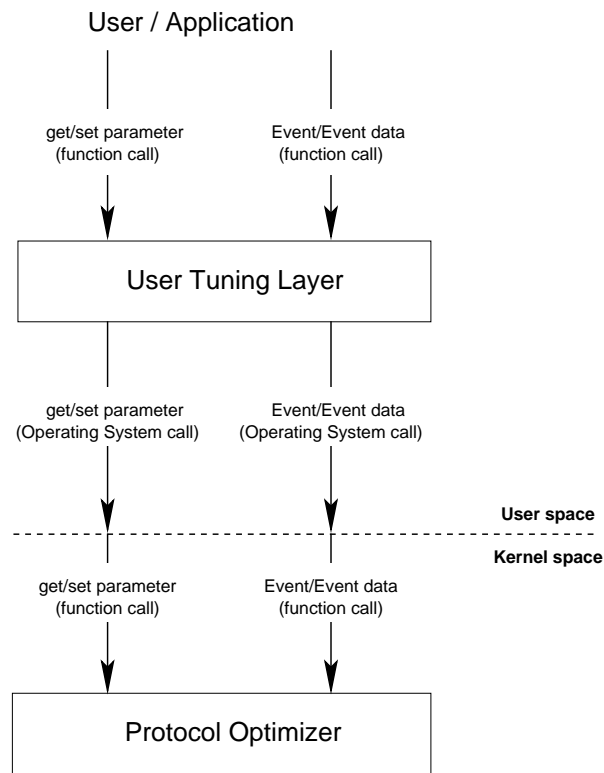 User / Application
get/set parameter
(function call)
Event/Event data
(function call)
User Tuning Layer
get/set parameter
(Operating System call)
Event/Event data
(Operating System call)
User space
Kernel space
get/set parameter
(function call)
Event/Event data
(function call)
Protocol Optimizer